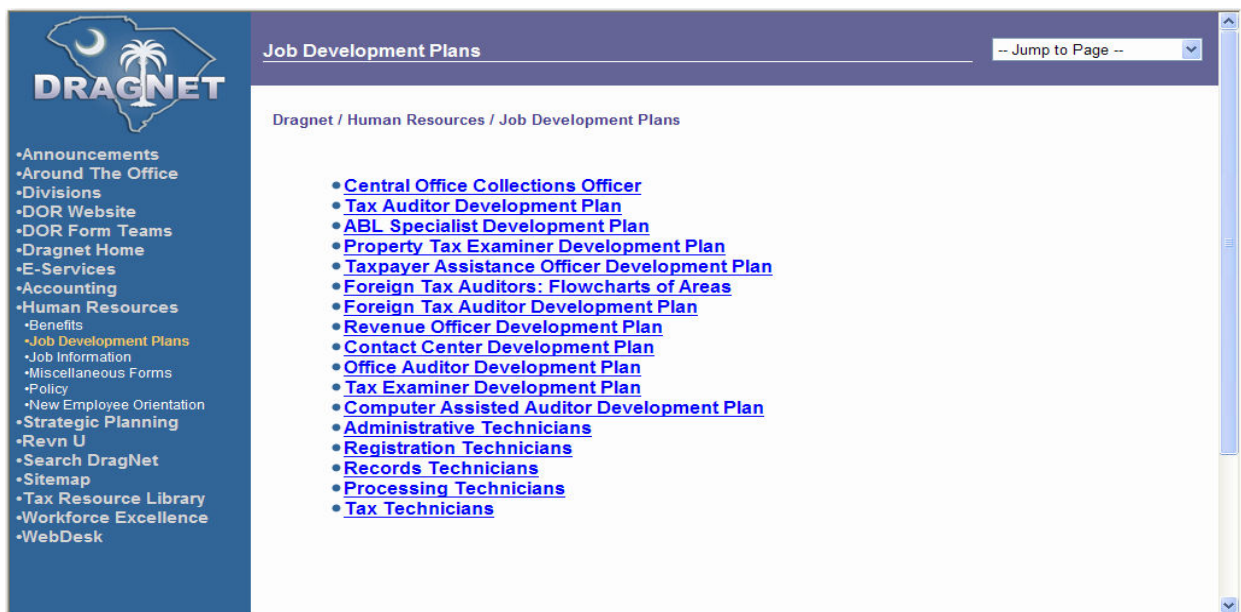 DRAGNET
Job Development Plans
-- Jump to Page --
Dragnet / Human Resources / Job Development Plans
•Announcements
•Around The Office
•Divisions
•DOR Website
•DOR Form Teams
•Dragnet Home
•E-Services
•Accounting
•Human Resources
•Benefits
•Job Development Plans
•Job Information
•Miscellaneous Forms
•Policy
•New Employee Orientation
•Strategic Planning
•Revn U
•Search DragNet
•Sitemap
•Tax Resource Library
•Workforce Excellence
•WebDesk
•Central Office Collections Officer
•Tax Auditor Development Plan
•ABL Specialist Development Plan
•Property Tax Examiner Development Plan
•Taxpayer Assistance Officer Development Plan
•Foreign Tax Auditors: Flowcharts of Areas
•Foreign Tax Auditor Development Plan
•Revenue Officer Development Plan
•Contact Center Development Plan
•Office Auditor Development Plan
•Tax Examiner Development Plan
•Computer Assisted Auditor Development Plan
•Administrative Technicians
•Registration Technicians
•Records Technicians
•Processing Technicians
•Tax Technicians